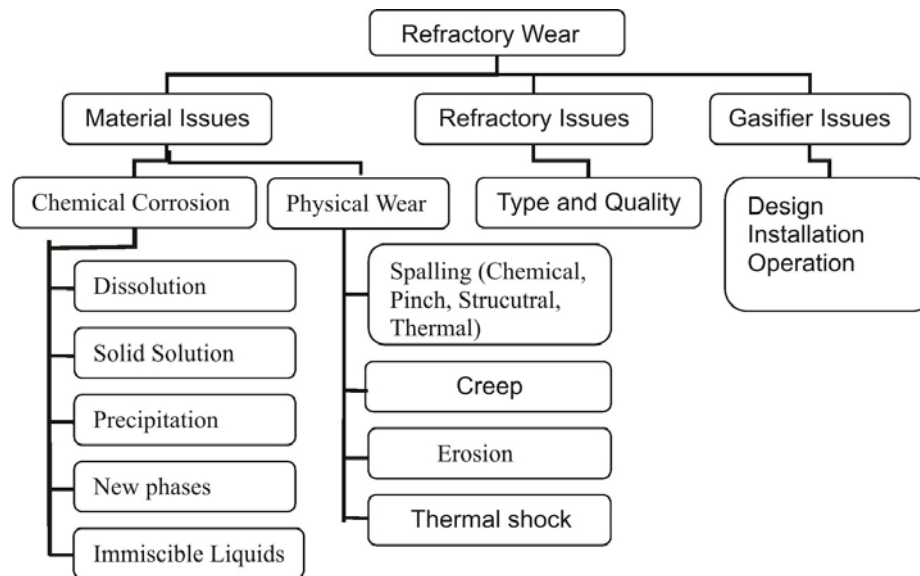 Refractory Wear
Material Issues
Refractory Issues
Gasifier Issues
Chemical Corrosion
Physical Wear
Type and Quality
Design
Installation
Operation
Dissolution
Solid Solution
Precipitation
New phases
Immiscible Liquids
Spalling (Chemical,
Pinch, Strucutral,
Thermal)
Creep
Erosion
Thermal shock